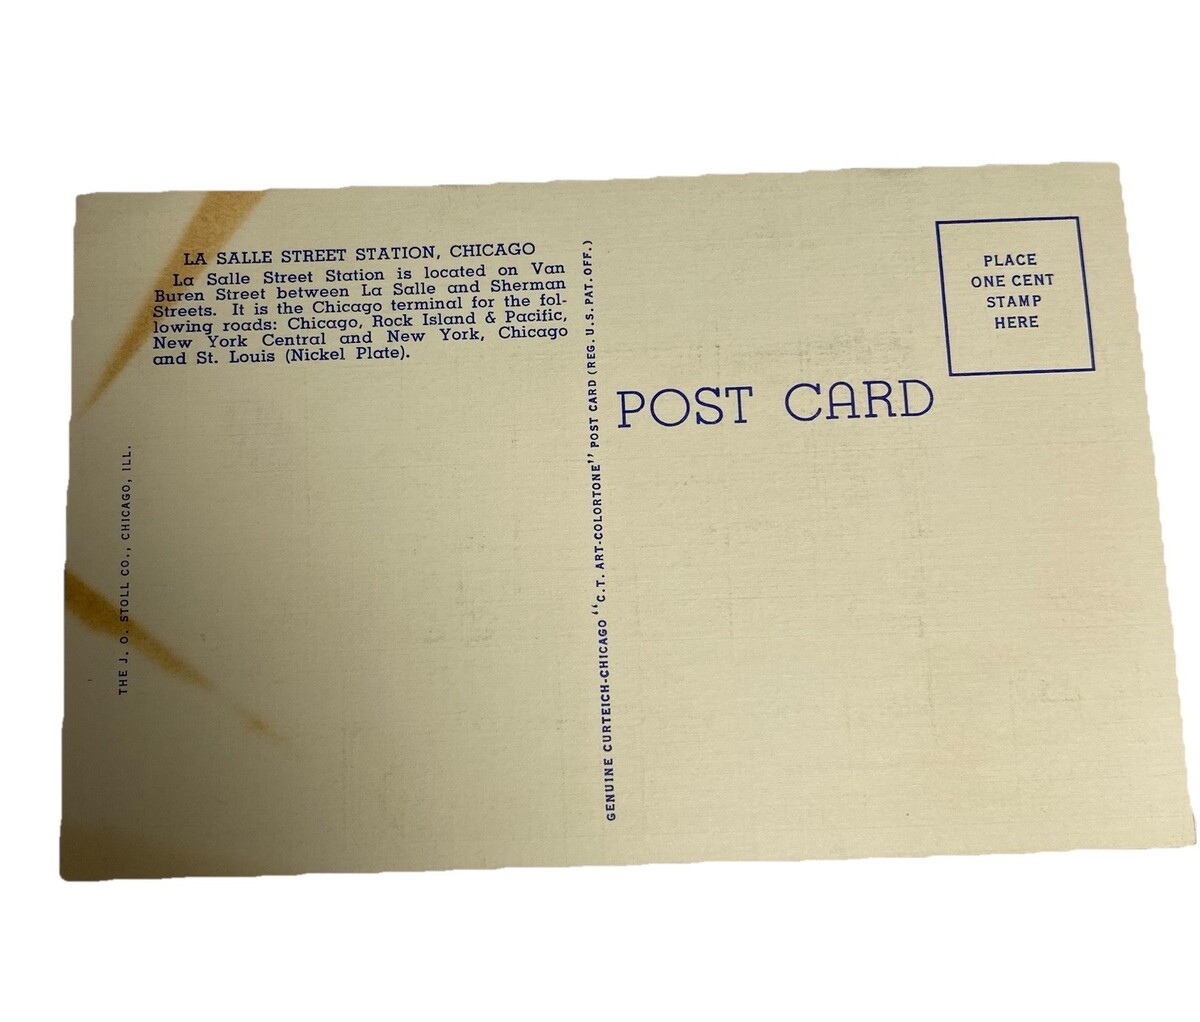 LA SALLE STREET STATION, CHICAGO
La Salle Street Station is located on Van
Buren Street between La Salle and Sherman
Streets. It is the Chicago terminal for the fol-
lowing roads: Chicago, Rock Island & Pacific,
New York Central and New York, Chicago
and St. Louis (Nickel Plate).
THE J. O. STOLL CO., CHICAGO, ILL.
GENUINE CURTEICH-CHICAGO "C.T. ART-COLORTONE" POST CARD (REG. U.S. PAT. OFF.)
POST CARD
PLACE
ONE CENT
STAMP
HERE